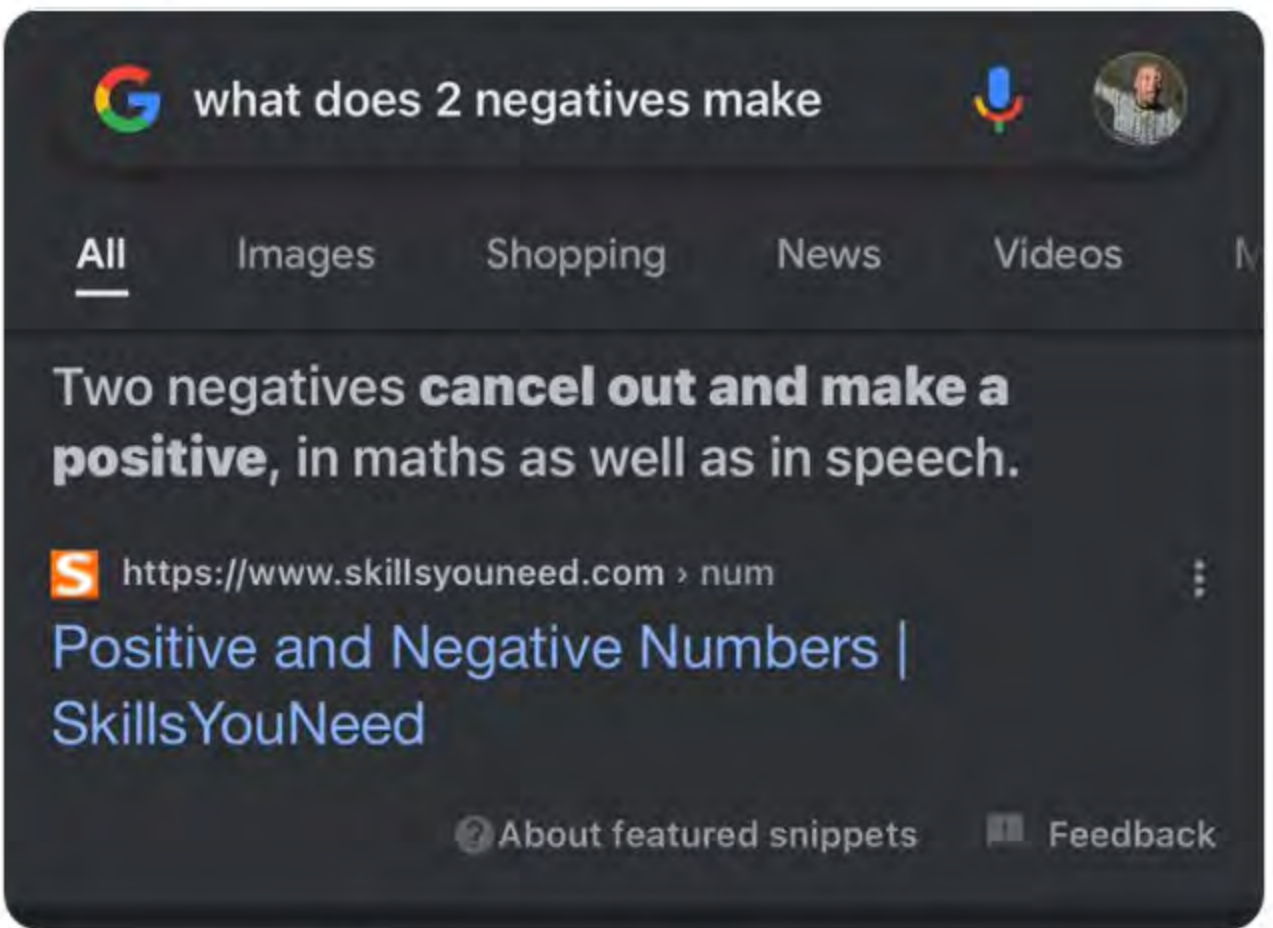 what does 2 negatives make
All Images Shopping News Videos M
Two negatives cancel out and make a
positive, in maths as well as in speech.
https://www.skillsyouneed.com › num
Positive and Negative Numbers |
SkillsYouNeed
About featured snippets Feedback